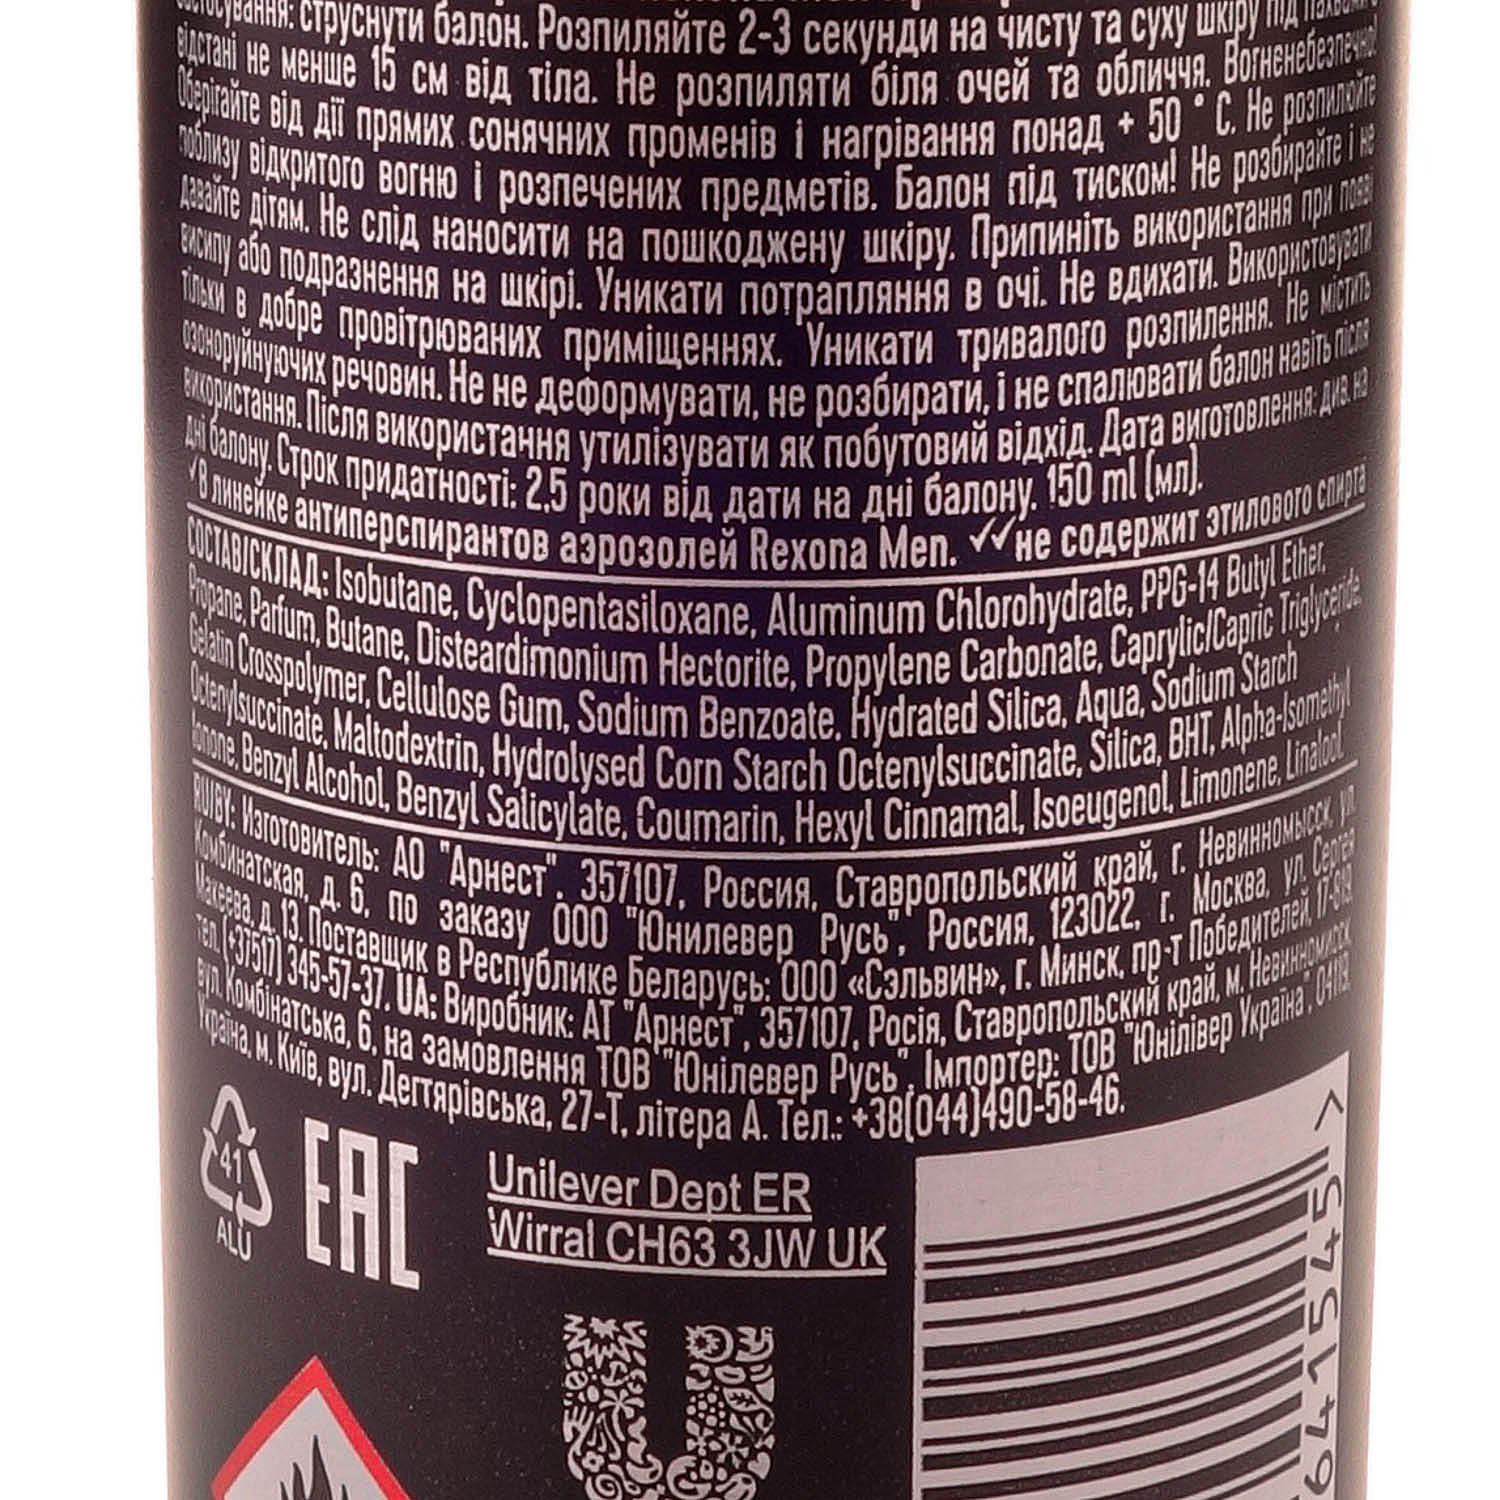 струснути балон. Розпиляйте 2-3 секунди на чисту та суху шкіру під
відстані не менше 15 см від тіла. Не розпиляти біля очей та обличчя. Вогненебезпечно!
Оберігайте від дії прямих сонячних променів і нагрівання понад + 50 ° С. Не розпилюйте
поблизу відкритого вогню і розпечених предметів. Балон під тиском! Не розбирайте і не
давайте дітям. Не слід наносити на пошкоджену шкіру. Припиніть використання при появі
висипу або подразнення на шкірі. Уникати потрапляння в очі. Не вдихати. Використовувати
тільки в добре провітрюваних приміщеннях. Уникати тривалого розпилення. Не містить
озоноруйнуючих речовин. Не не деформувати, не розбирати, і не спалювати балон навіть після
використання. Після використання утилізувати як побутовий відхід. Дата виготовлення: див. на
дні балону. Строк придатності: 2.5 роки від дати на дні балону. 150 ml (мл).
✓В линейке антиперспирантов аэрозолей Rexona Men. ✓✓не содержит этилового спирта
СОСТАВ/СКЛАД: Isobutane, Cyclopentasiloxane, Aluminum Chlorohydrate, PPG-14 Butyl Ether,
Propane, Parfum, Butane, Disteardimonium Hectorite, Propylene Carbonate, Caprylic/Capric Triglyceride,
Gelatin Crosspolymer, Cellulose Gum, Sodium Benzoate, Hydrated Silica, Aqua, Sodium Starch
Octenylsuccinate, Maltodextrin, Hydrolysed Corn Starch Octenylsuccinate, Silica, BHT, Alpha-Isomethyl
Ionone, Benzyl Alcohol, Benzyl Salicylate, Coumarin, Hexyl Cinnamal, Isoeugenol, Limonene, Linalool.
RU/BY: Изготовитель: АО "Арнест", 357107, Россия, Ставропольский край, г. Невинномысск, ул.
Комбинатская, д. 6, по заказу ООО "Юнилевер Русь", Россия, 123022, г. Москва, ул. Сергея
Макеева, д. 13. Поставщик в Республике Беларусь: ООО «Сэльвин», г. Минск, пр-т Победителей, 17-819,
тел. (+37517) 345-57-37. UA: Виробник: АТ "Арнест", 357107, Росія, Ставропольский край, м. Невинномиск,
вул. Комбінатська, 6, на замовлення ТОВ "Юнілевер Русь". Імпортер: ТОВ "Юнілівер Україна", 04119,
Україна, м. Київ, вул. Дегтярівська, 27-Т, літера А. Тел.: +38(044)490-58-46.
41
ALU
EAC
Unilever Dept ER
Wirral CH63 3JW UK
641545 >